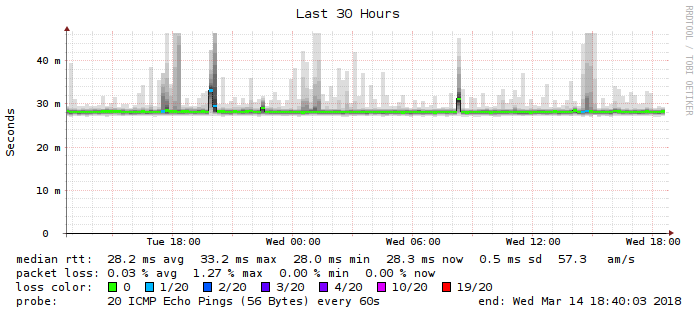 Last 30 Hours
RRDTOOL / TOBI OETIKER
Seconds
40 m
30 m
20 m
10 m
0
Tue 18:00 Wed 00:00 Wed 06:00 Wed 12:00 Wed 18:00
median rtt: 28.2 ms avg 33.2 ms max 28.0 ms min 28.3 ms now 0.5 ms sd 57.3 am/s
packet loss: 0.03 % avg 1.27 % max 0.00 % min 0.00 % now
loss color: 0 1/20 2/20 3/20 4/20 10/20 19/20
probe: 20 ICMP Echo Pings (56 Bytes) every 60s end: Wed Mar 14 18:40:03 2018